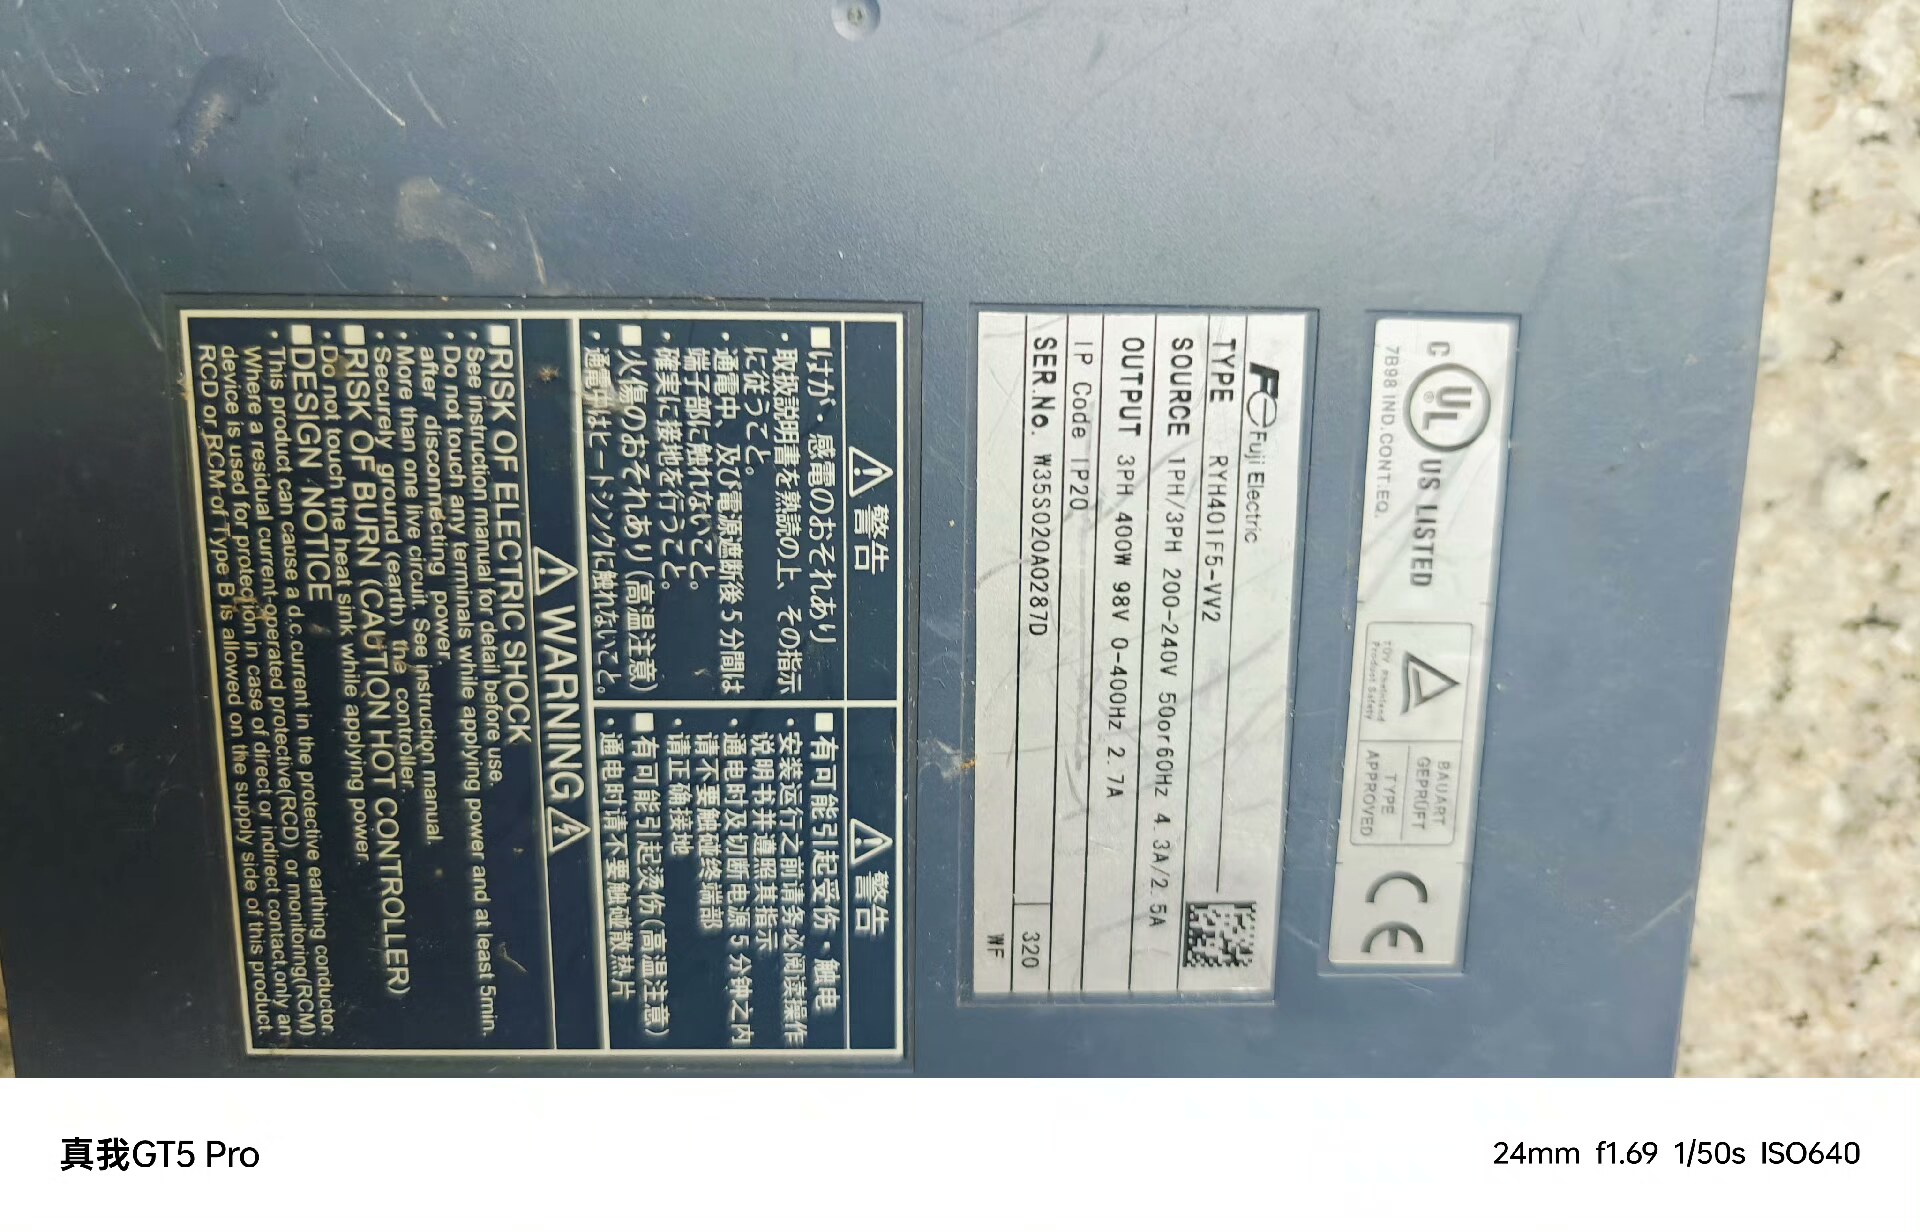 C UL® US LISTED
7B98 IND.CONT.EQ.
TÜV Rheinland
Product Safety
BAUART
GEPRÜFT
TYPE
APPROVED
CE
Fe Fuji Electric
TYPE RYH401F5-VV2
SOURCE 1PH/3PH 200-240V 50or60Hz 4.3A/2.5A
OUTPUT 3PH 400W 98V 0-400Hz 2.7A
IP Code IP20
SER.No. W35S020A0287D 320
WF
⚠警告
■けが・感電のおそれあり
・取扱説明書を熟読の上、その指示
に従うこと。
・通電中、及び電源遮断後5分間は
端子部に触れないこと。
・確実に接地を行うこと。
■火傷のおそれあり(高温注意)
・通電中はヒートシンクに触れないこと。
⚠警告
■有可能引起受伤・触电
・安装运行之前请务必阅读操作
说明书并遵照其指示
・通电时及切断电源5分钟之内
请不要触碰终端部
・请正确接地
■有可能引起烫伤(高温注意)
・通电时请不要触碰散热片
⚠WARNING
■RISK OF ELECTRIC SHOCK
・See instruction manual for detail before use.
・Do not touch any terminals while applying power and at least 5min.
after disconnecting power.
・More than one live circuit. See instruction manual.
・Securely ground (earth) the controller.
■RISK OF BURN (CAUTION HOT CONTROLLER)
・Do not touch the heat sink while applying power.
■DESIGN NOTICE
・This product can cause a d.c.current in the protective earthing conductor.
Where a residual current-operated protective(RCD) or monitoring(RCM)
device is used for protection in case of direct or indirect contact,only an
RCD or RCM of Type B is allowed on the supply side of this product.
真我GT5 Pro
24mm f1.69 1/50s ISO640